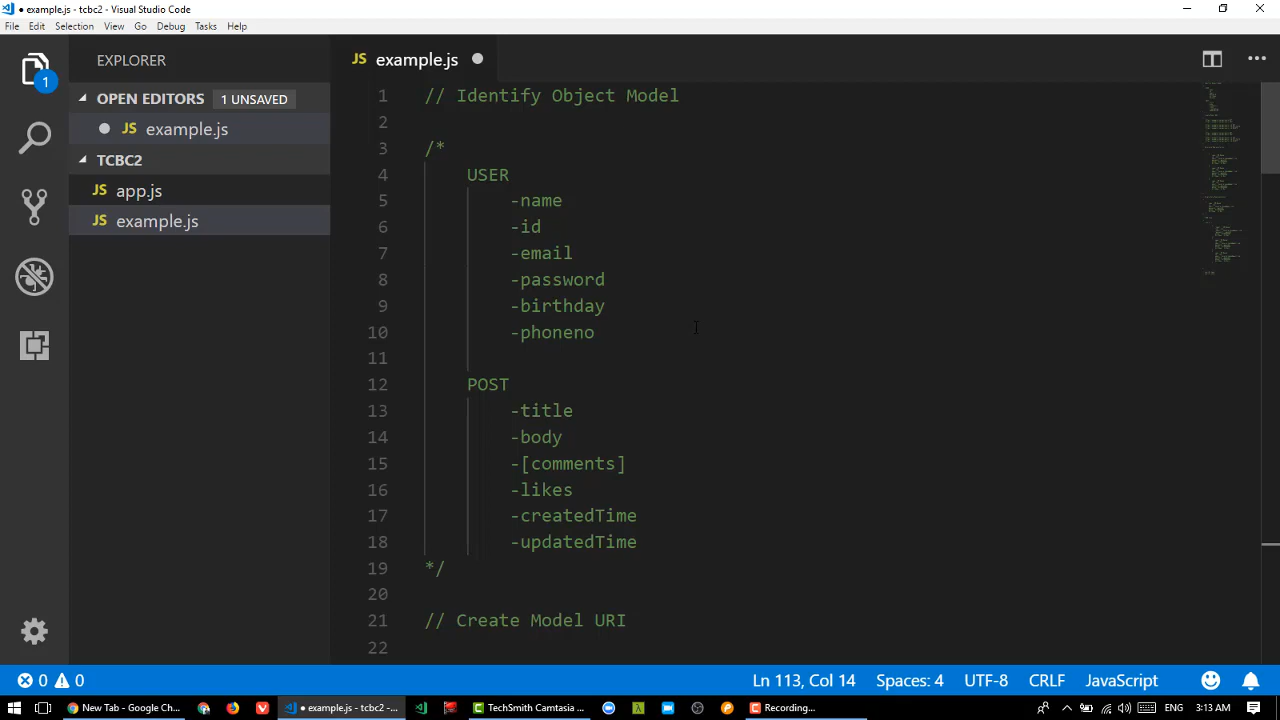 ● example.js - tcbc2 - Visual Studio Code
File Edit Selection View Go Debug Tasks Help
EXPLORER
OPEN EDITORS 1 UNSAVED
JS example.js
TCBC2
JS app.js
JS example.js
1
JS example.js
1 // Identify Object Model
2
3 /*
4 USER
5 -name
6 -id
7 -email
8 -password
9 -birthday
10 -phoneno
11
12 POST
13 -title
14 -body
15 -[comments]
16 -likes
17 -createdTime
18 -updatedTime
19 */
20
21 // Create Model URI
22
0 0 Ln 113, Col 14 Spaces: 4 UTF-8 CRLF JavaScript
New Tab - Google Ch... ● example.js - tcbc2 -... TechSmith Camtasia ... Recording... ENG 3:13 AM